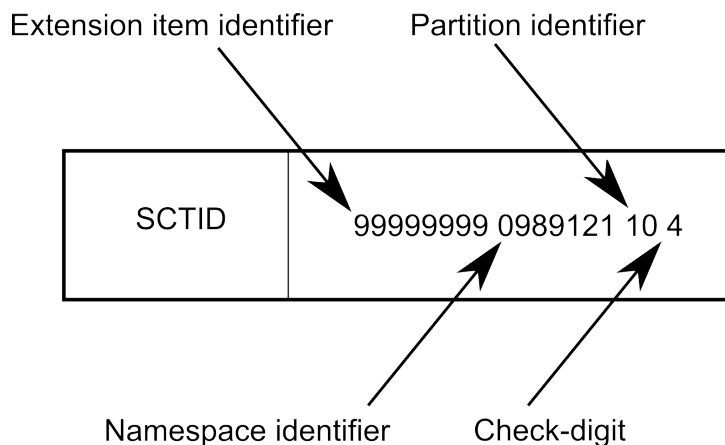 Extension item identifier Partition identifier
SCTID 99999999 0989121 10 4
Namespace identifier Check-digit